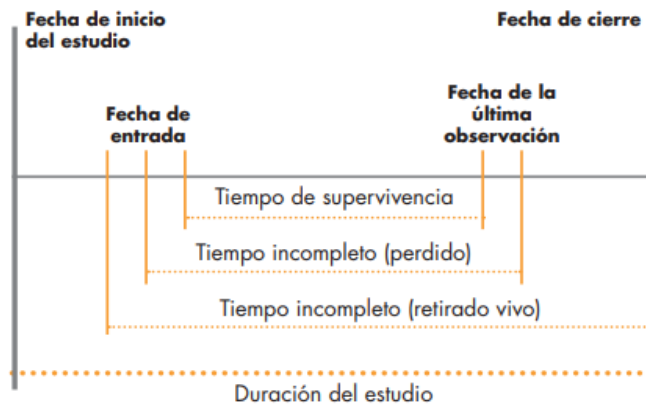 Fecha de inicio
del estudio
Fecha de cierre
Fecha de
entrada
Fecha de la
última
observación
Tiempo de supervivencia
Tiempo incompleto (perdido)
Tiempo incompleto (retirado vivo)
Duración del estudio